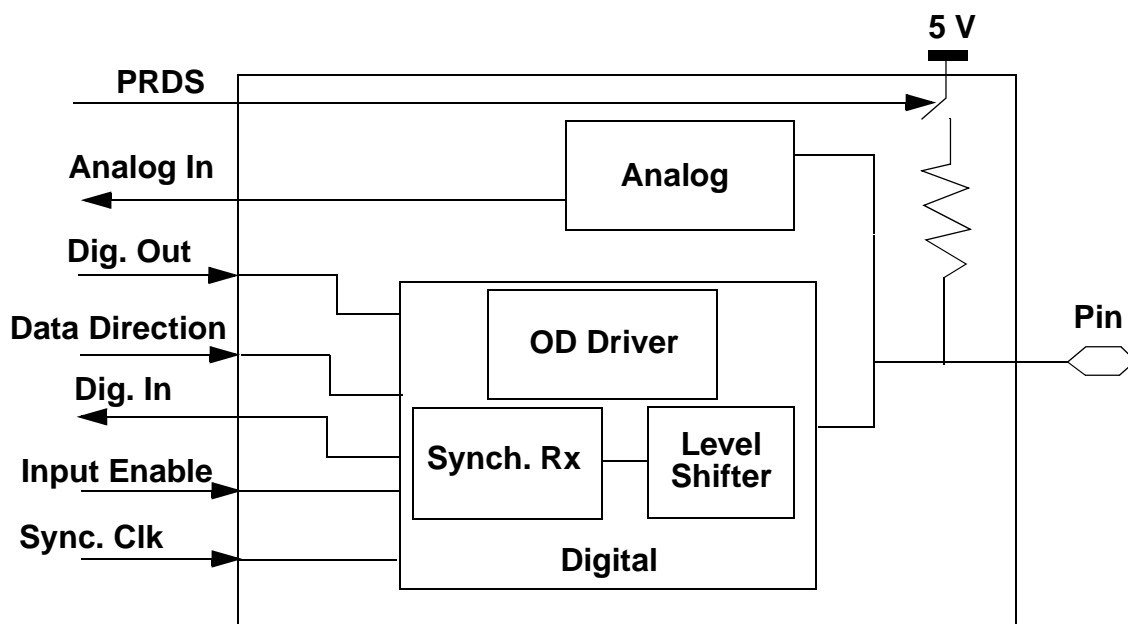 5 V
PRDS
Analog In
Analog
Dig. Out
OD Driver
Data Direction
Pin
Dig. In
Synch. Rx
Level
Shifter
Input Enable
Sync. Clk
Digital